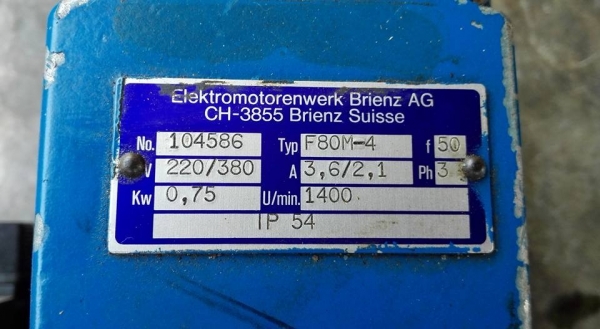 Elektromotorenwerk Brienz AG
CH-3855 Brienz Suisse
No. 104586 Typ F80M-4 f 50
V 220/380 A 3,6/2,1 Ph 3
Kw 0,75 U/min. 1400
IP 54